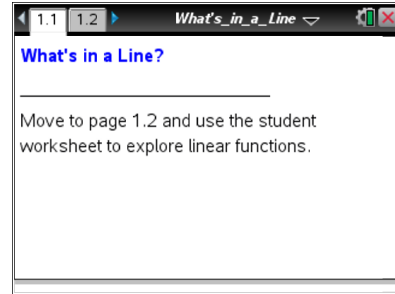 1.1 1.2 What's_in_a_Line
What's in a Line?
Move to page 1.2 and use the student
worksheet to explore linear functions.